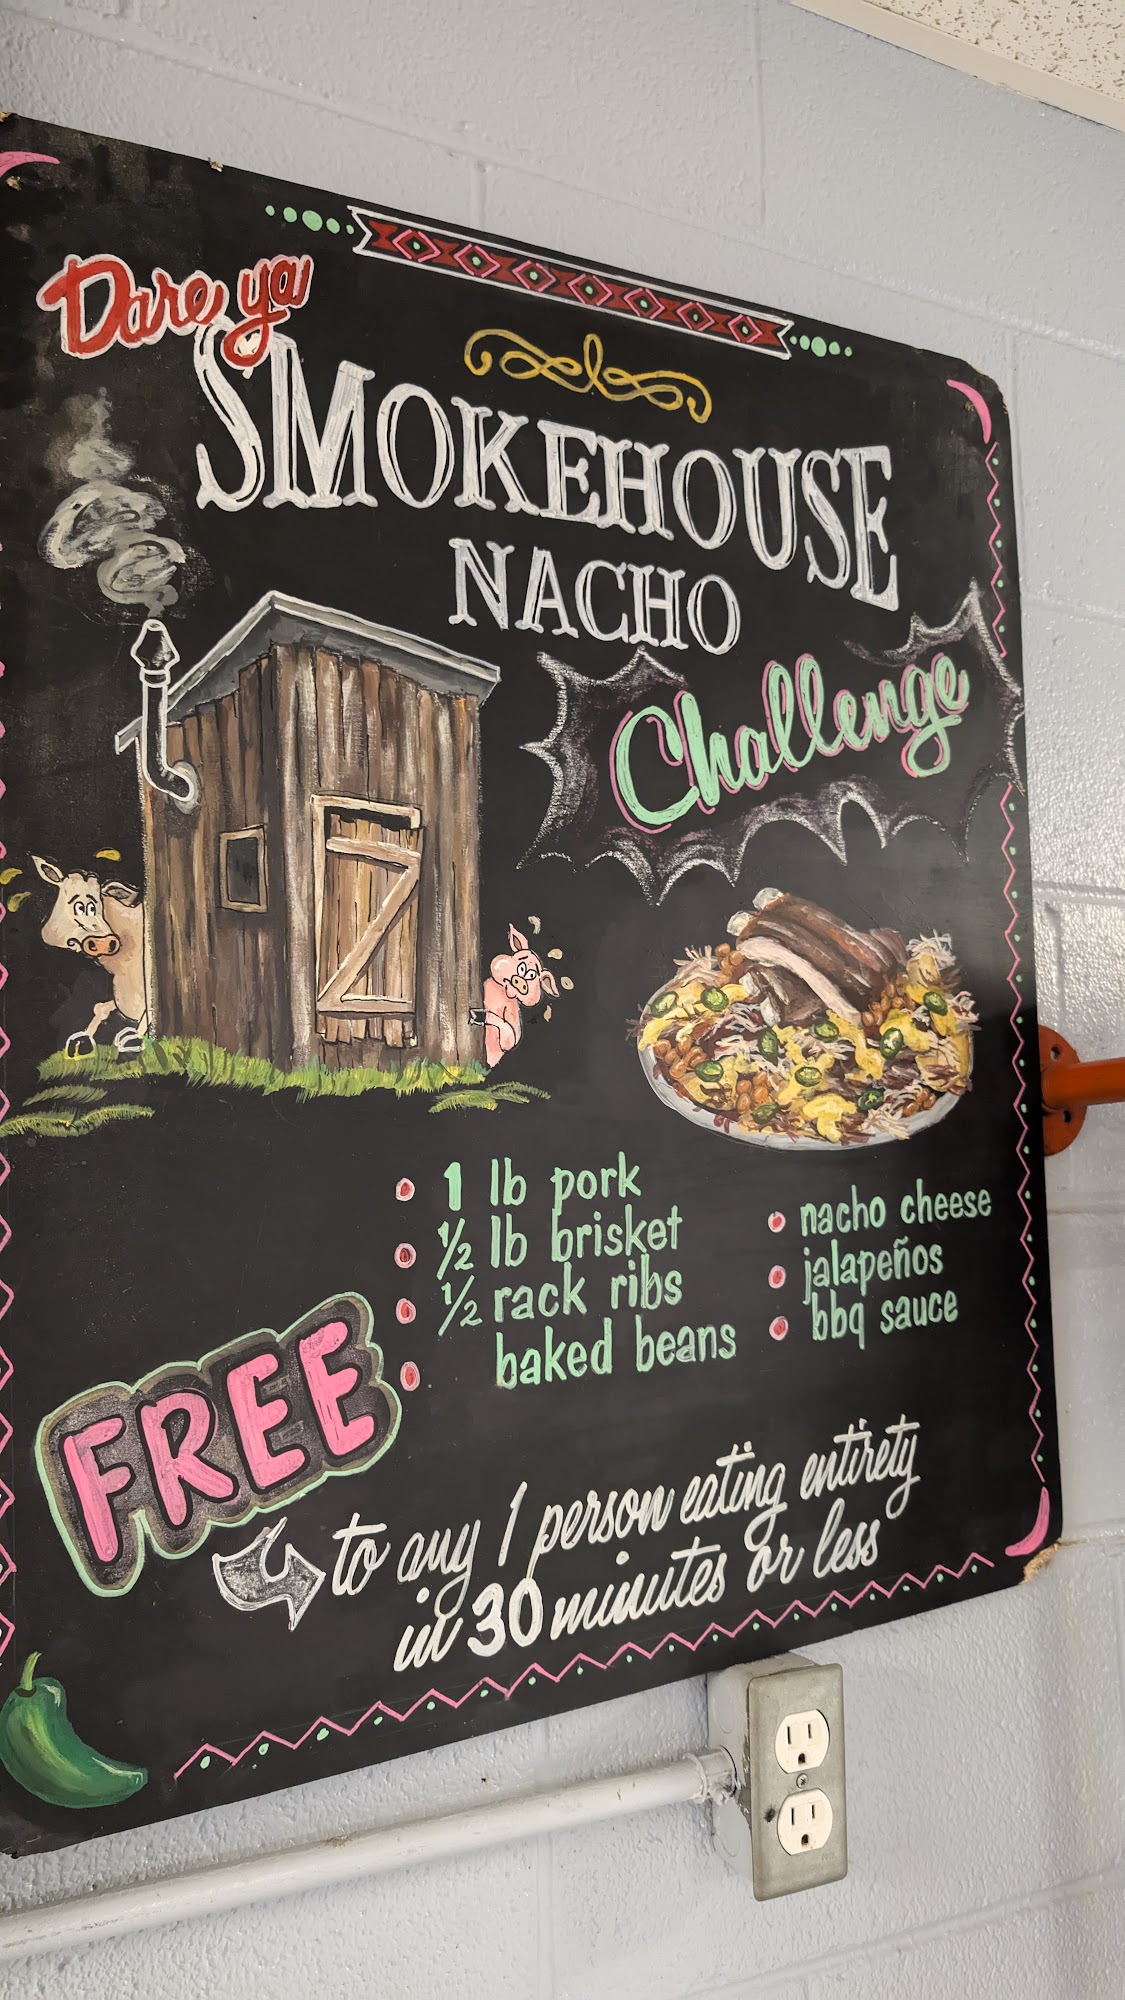 Dare ya
SMOKEHOUSE
NACHO
Challenge
1 lb pork
½ lb brisket
½ rack ribs
baked beans
nacho cheese
jalapeños
bbq sauce
FREE
to any 1 person eating entirety
in 30 minutes or less